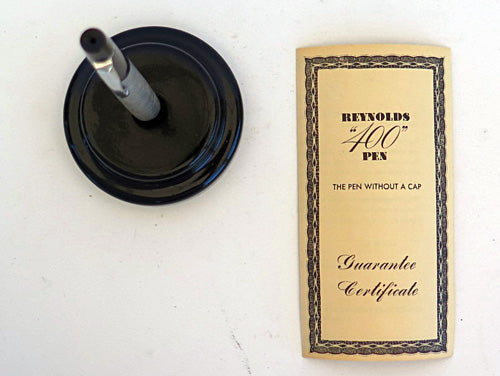 REYNOLDS
"400"
PEN
THE PEN WITHOUT A CAP
Guarantee
Certificate